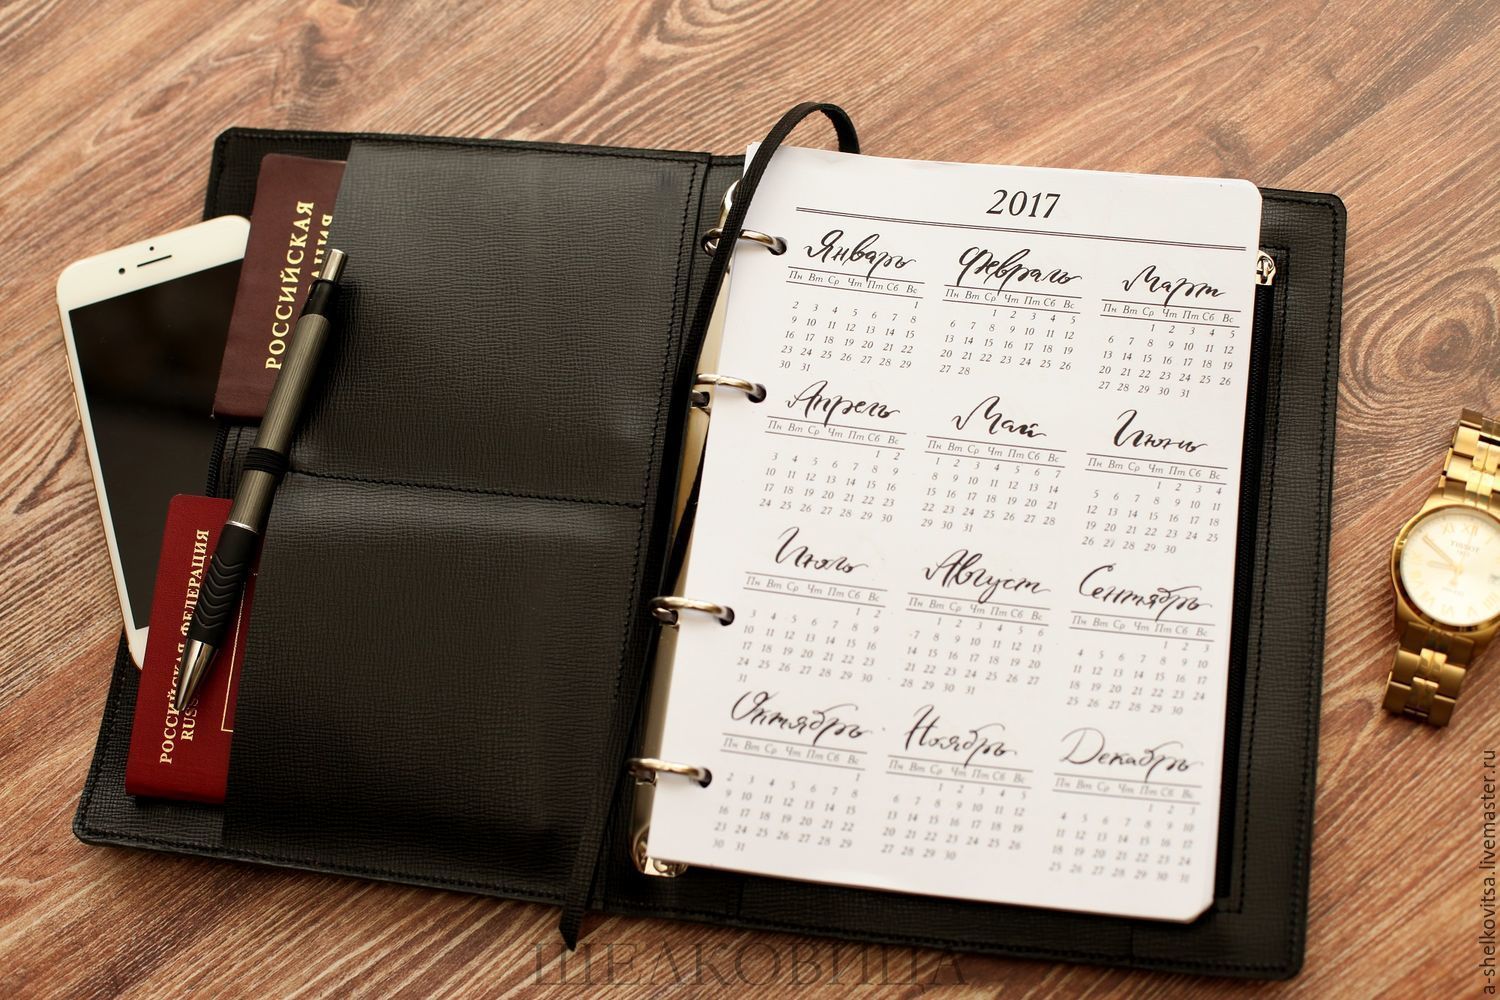 РОССИЙСКАЯ
РОССИЙСКАЯ ФЕДЕРАЦИЯ
2017
Январь Февраль Март
Пн Вт Ср Чт Пт Сб Вс Пн Вт Ср Чт Пт Сб Вс Пн Вт Ср Чт Пт Сб Вс
1 1 2 3 4 5 1 2 3 4 5
2 3 4 5 6 7 8 6 7 8 9 10 11 12 6 7 8 9 10 11 12
9 10 11 12 13 14 15 13 14 15 16 17 18 19 13 14 15 16 17 18 19
16 17 18 19 20 21 22 20 21 22 23 24 25 26 20 21 22 23 24 25 26
23 24 25 26 27 28 29 27 28 27 28 29 30 31
30 31
Апрель Май Июнь
Пн Вт Ср Чт Пт Сб Вс Пн Вт Ср Чт Пт Сб Вс Пн Вт Ср Чт Пт Сб Вс
1 2 1 2 3 4 5 6 7 1 2 3 4
3 4 5 6 7 8 9 8 9 10 11 12 13 14 5 6 7 8 9 10 11
10 11 12 13 14 15 16 15 16 17 18 19 20 21 12 13 14 15 16 17 18
17 18 19 20 21 22 23 22 23 24 25 26 27 28 19 20 21 22 23 24 25
24 25 26 27 28 29 30 29 30 31 26 27 28 29 30
Июль Август Сентябрь
Пн Вт Ср Чт Пт Сб Вс Пн Вт Ср Чт Пт Сб Вс Пн Вт Ср Чт Пт Сб Вс
1 2 1 2 3 4 5 6 1 2 3
3 4 5 6 7 8 9 7 8 9 10 11 12 13 4 5 6 7 8 9 10
10 11 12 13 14 15 16 14 15 16 17 18 19 20 11 12 13 14 15 16 17
17 18 19 20 21 22 23 21 22 23 24 25 26 27 18 19 20 21 22 23 24
24 25 26 27 28 29 30 28 29 30 31 25 26 27 28 29 30
31
Октябрь Ноябрь Декабрь
Пн Вт Ср Чт Пт Сб Вс Пн Вт Ср Чт Пт Сб Вс Пн Вт Ср Чт Пт Сб Вс
1 1 2 3 4 5 1 2 3
2 3 4 5 6 7 8 6 7 8 9 10 11 12 4 5 6 7 8 9 10
9 10 11 12 13 14 15 13 14 15 16 17 18 19 11 12 13 14 15 16 17
16 17 18 19 20 21 22 20 21 22 23 24 25 26 18 19 20 21 22 23 24
23 24 25 26 27 28 29 27 28 29 30 25 26 27 28 29 30 31
30 31
TISSOT
ШЕЛКОВИЦА
a-shelkovitsa.livemaster.ru